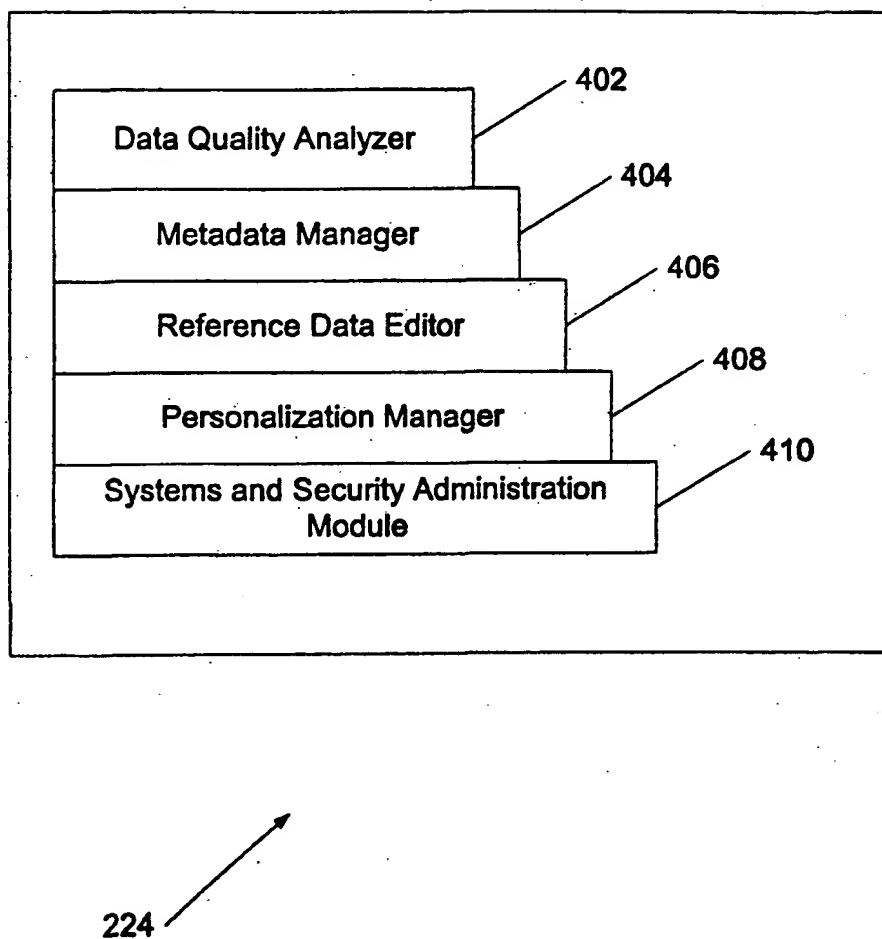 402
Data Quality Analyzer
404
Metadata Manager
406
Reference Data Editor
408
Personalization Manager
410
Systems and Security Administration
Module
224